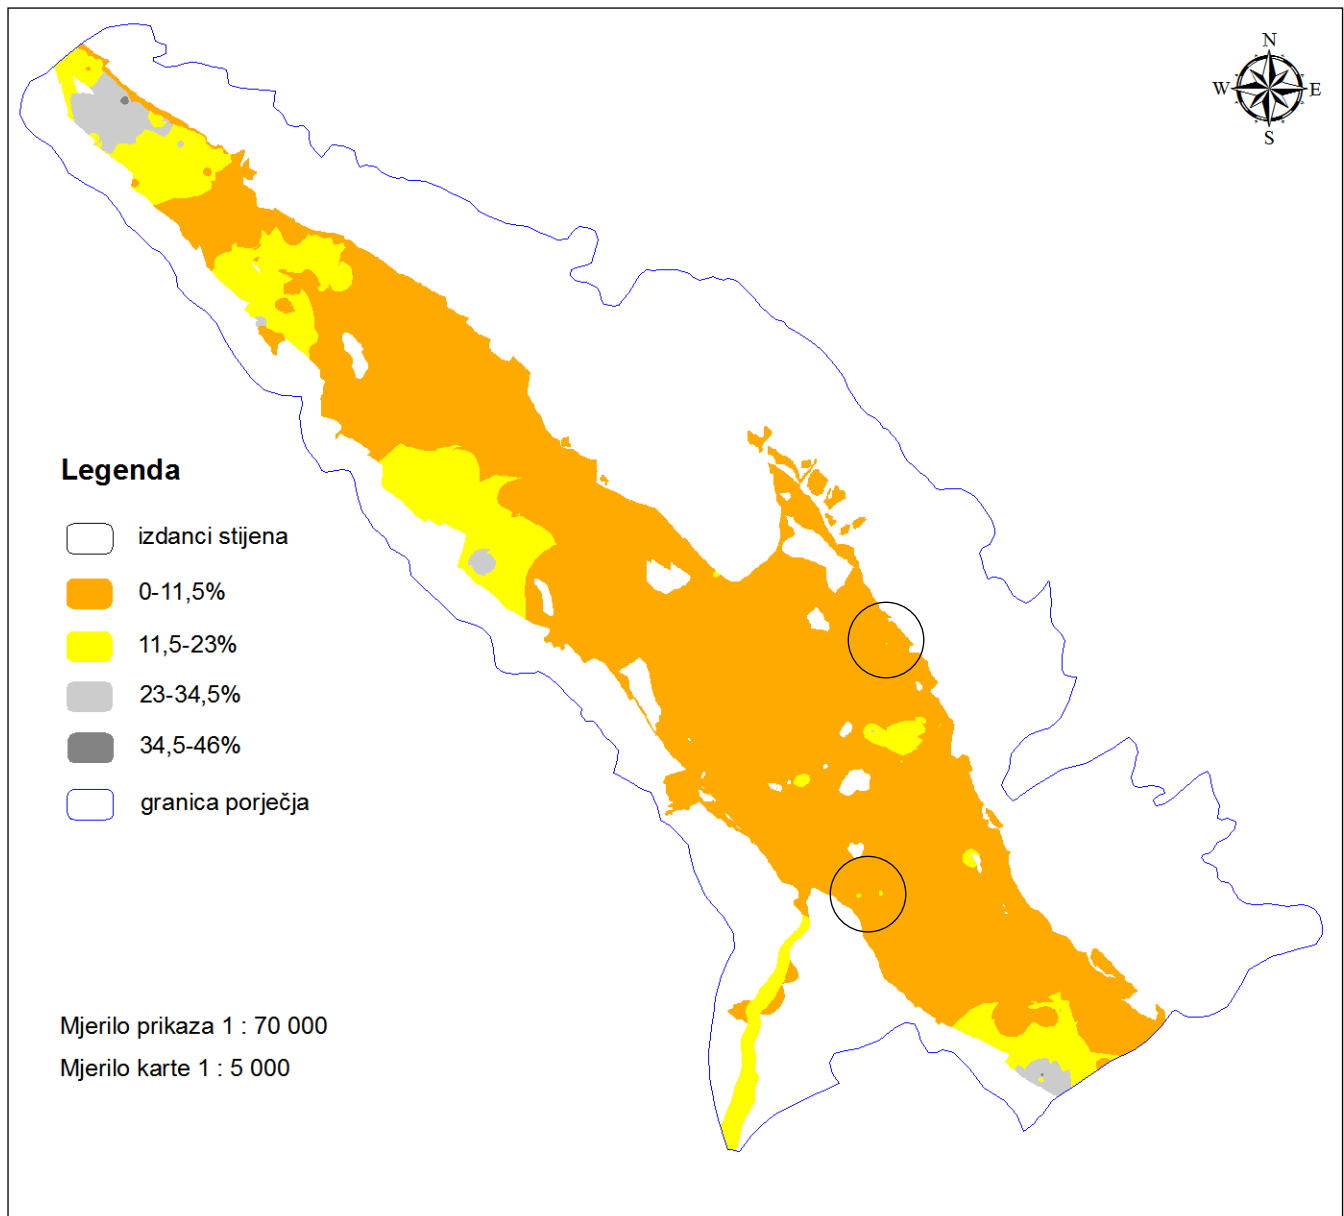 N
W E
S
Legenda
izdanci stijena
0-11,5%
11,5-23%
23-34,5%
34,5-46%
granica porječja
Mjerilo prikaza 1 : 70 000
Mjerilo karte 1 : 5 000